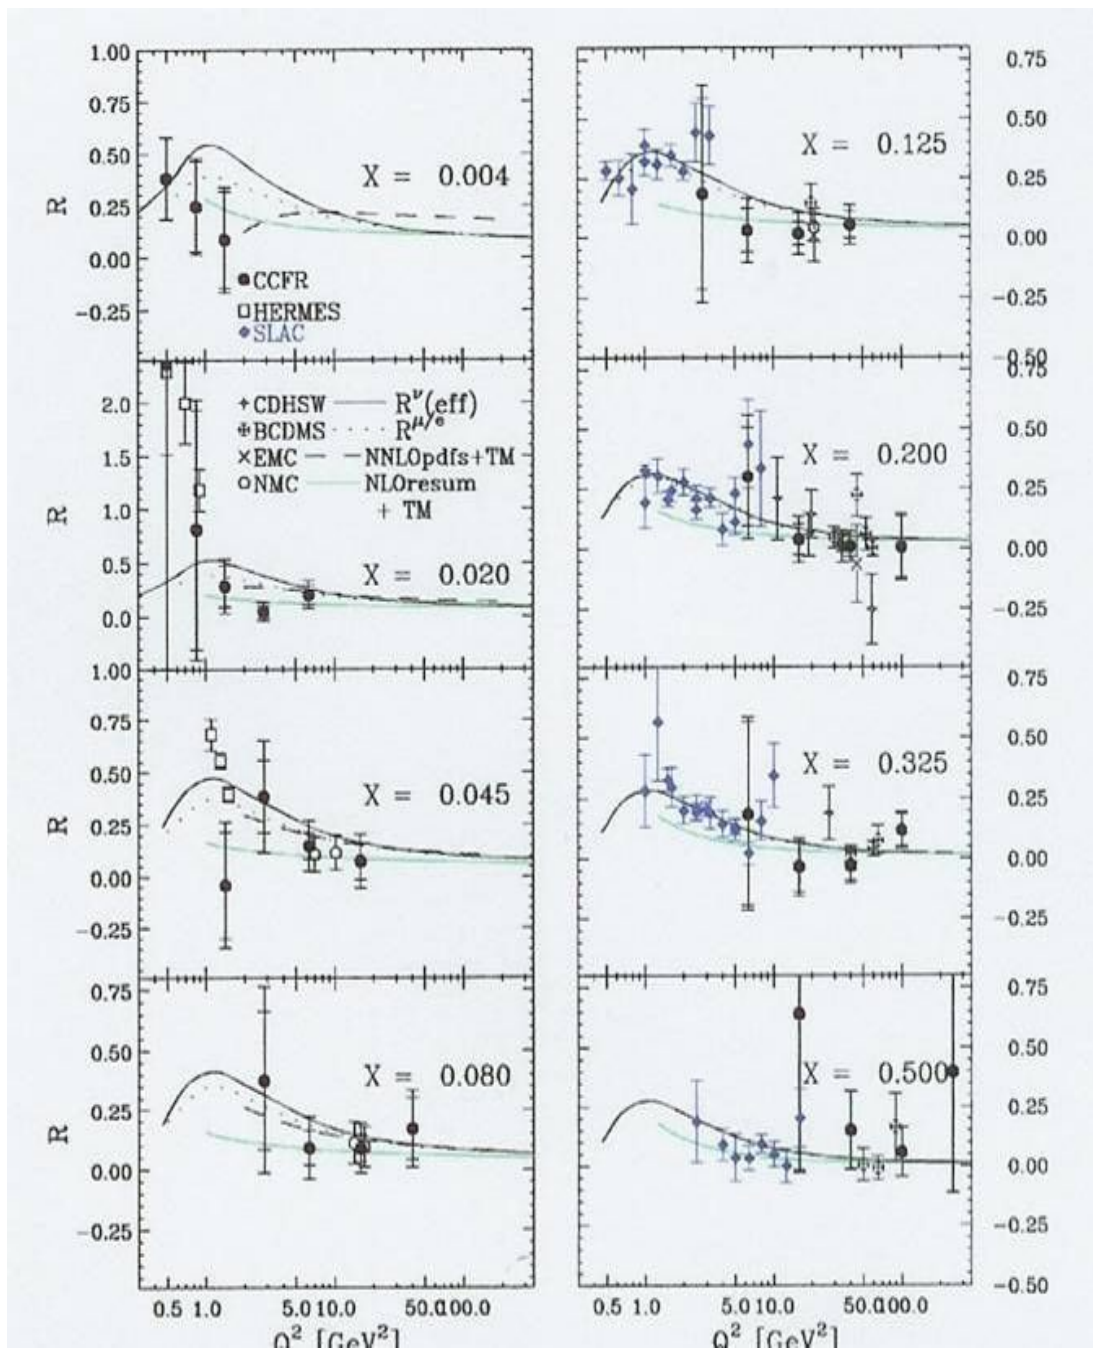 1.00
0.75
0.50
0.25
0.00
−0.25
R
X = 0.004
CCFR
HERMES
SLAC
2.0
1.5
1.0
0.5
0.0
R
CDHSW R^ν(eff)
BCDMS R^μ/e
EMC NNLOpdfs+TM
NMC NLOresum
+ TM
X = 0.020
1.00
0.75
0.50
0.25
0.00
−0.25
R
X = 0.045
0.75
0.50
0.25
0.00
−0.25
R
X = 0.080
0.5 1.0 5.0 10.0 50.0 100.0
Q² [GeV²]
0.75
0.50
0.25
0.00
−0.25
−0.50
X = 0.125
0.75
0.50
0.25
0.00
−0.25
X = 0.200
0.75
0.50
0.25
0.00
−0.25
X = 0.325
0.75
0.50
0.25
0.00
−0.25
−0.50
X = 0.500
0.5 1.0 5.0 10.0 50.0 100.0
Q² [GeV²]